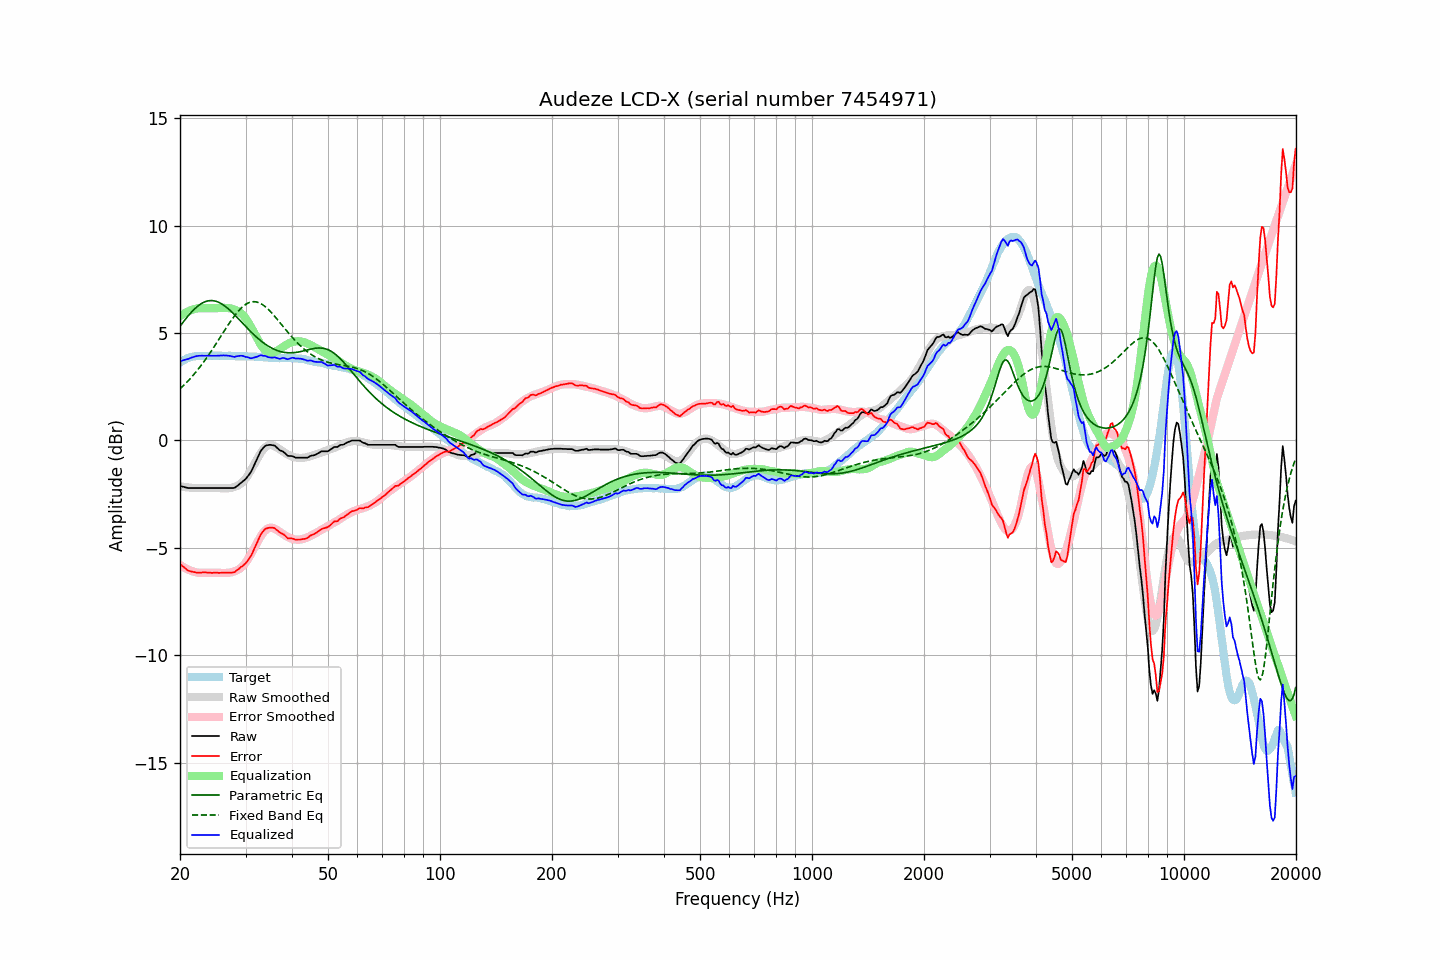 Audeze LCD-X (serial number 7454971)
15
10
5
0
−5
−10
−15
Amplitude (dBr)
Target
Raw Smoothed
Error Smoothed
Raw
Error
Equalization
Parametric Eq
Fixed Band Eq
Equalized
20 50 100 200 500 1000 2000 5000 10000 20000
Frequency (Hz)